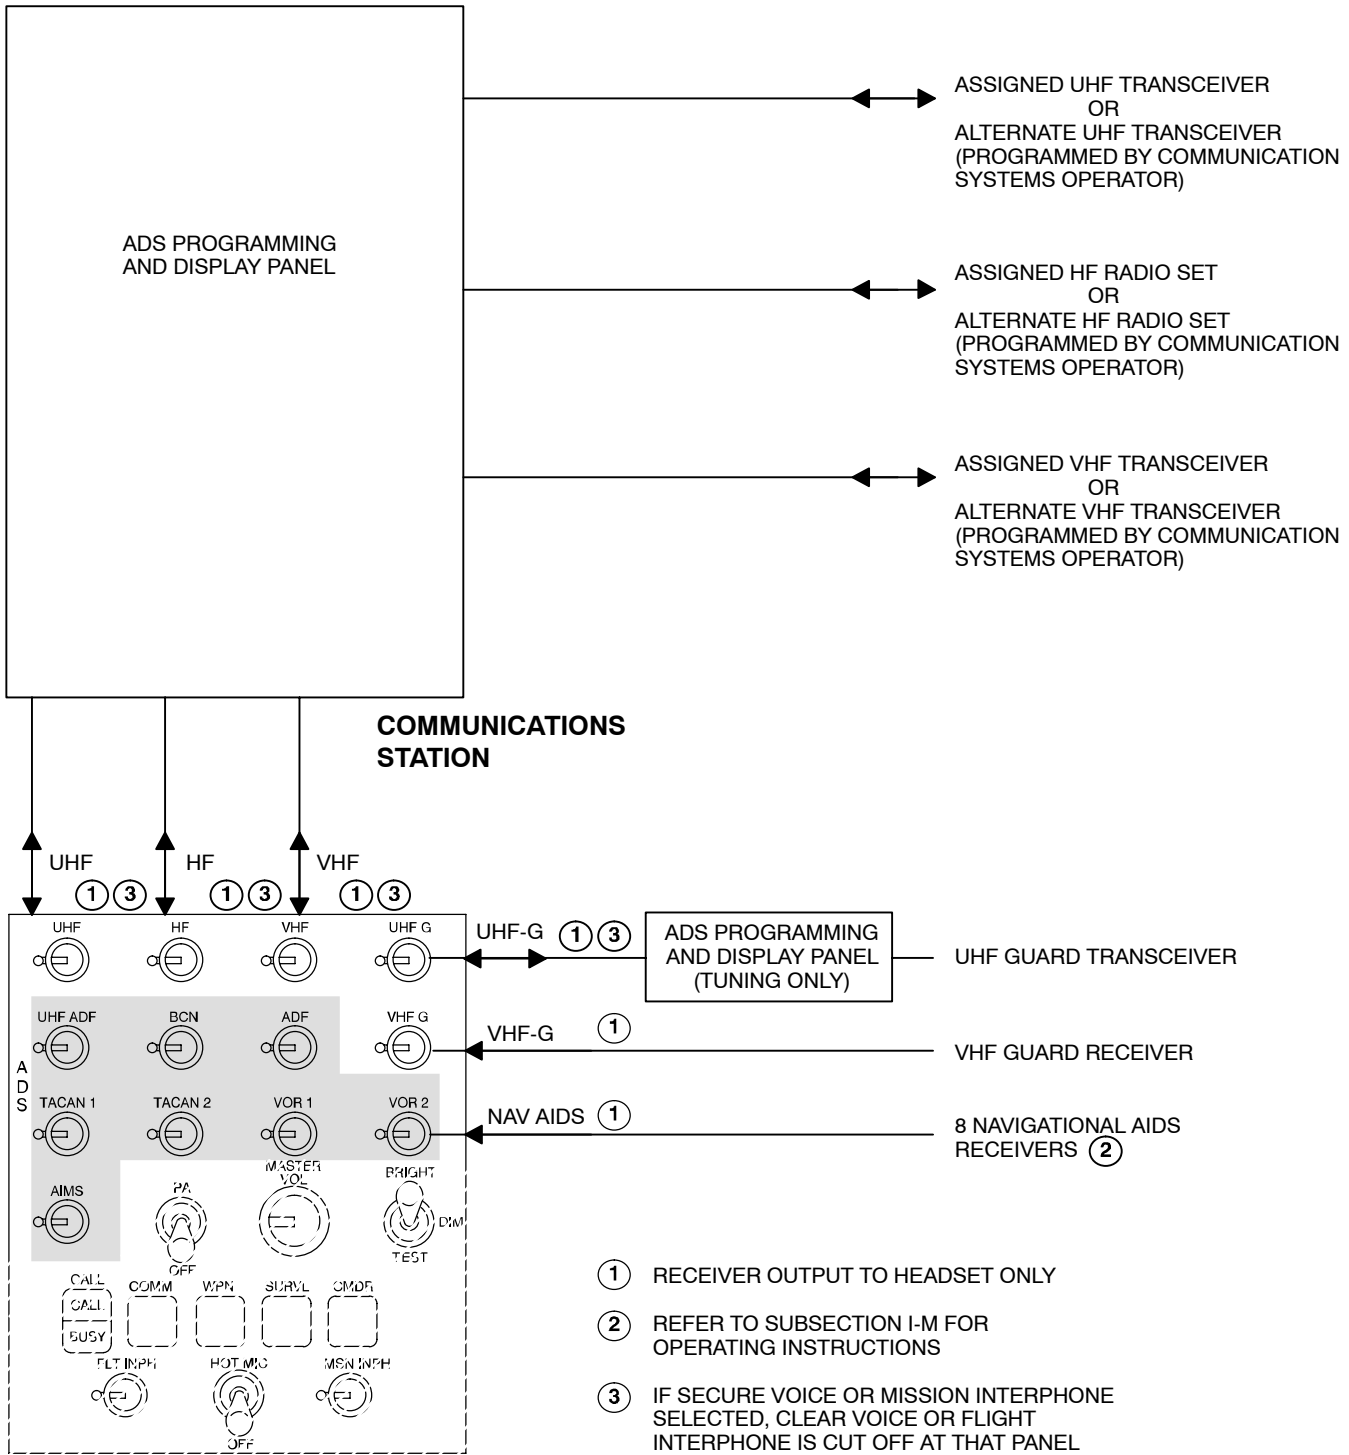 ASSIGNED UHF TRANSCEIVER
OR
ALTERNATE UHF TRANSCEIVER
(PROGRAMMED BY COMMUNICATION
SYSTEMS OPERATOR)
ADS PROGRAMMING
AND DISPLAY PANEL
ASSIGNED HF RADIO SET
OR
ALTERNATE HF RADIO SET
(PROGRAMMED BY COMMUNICATION
SYSTEMS OPERATOR)
ASSIGNED VHF TRANSCEIVER
OR
ALTERNATE VHF TRANSCEIVER
(PROGRAMMED BY COMMUNICATION
SYSTEMS OPERATOR)
COMMUNICATIONS
STATION
UHF 1 3 HF 1 3 VHF 1 3
UHF HF VHF UHF G
UHF-G 1 3
ADS PROGRAMMING
AND DISPLAY PANEL
(TUNING ONLY)
UHF GUARD TRANSCEIVER
UHF ADF BCN ADF VHF G
VHF-G 1
VHF GUARD RECEIVER
ADS
TACAN 1 TACAN 2 VOR 1 VOR 2
NAV AIDS 1
8 NAVIGATIONAL AIDS
RECEIVERS 2
AIMS
PA
OFF
MASTER
VOL
BRIGHT
DIM
TEST
CALL COMM WPN SURVL CMDR
CALL
BUSY
FLT INPH HOT MIC MSN INPH
OFF
1 RECEIVER OUTPUT TO HEADSET ONLY
2 REFER TO SUBSECTION I-M FOR
OPERATING INSTRUCTIONS
3 IF SECURE VOICE OR MISSION INTERPHONE
SELECTED, CLEAR VOICE OR FLIGHT
INTERPHONE IS CUT OFF AT THAT PANEL